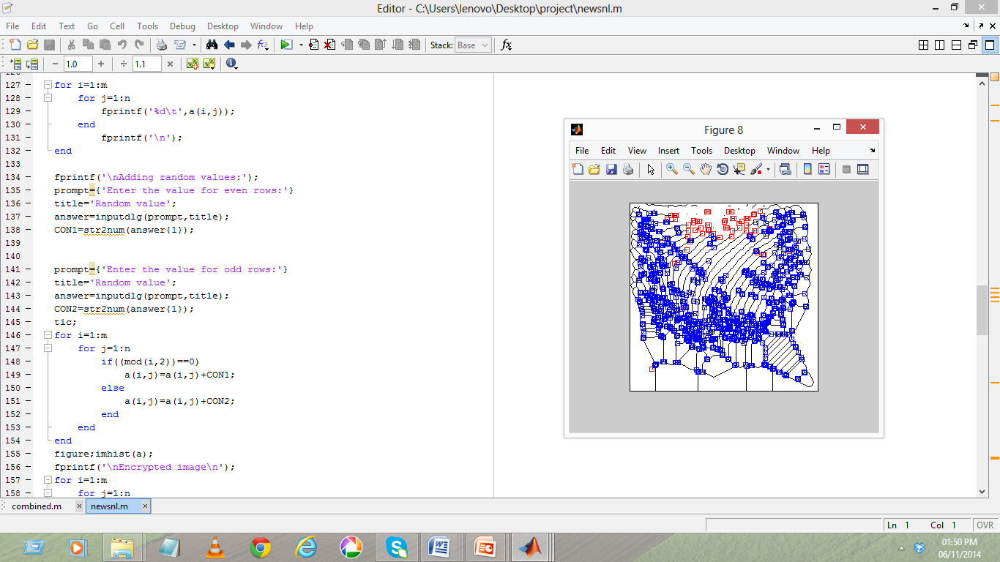 Editor - C:\Users\lenovo\Desktop\project\newsnl.m
File Edit Text Go Cell Tools Debug Desktop Window Help
Stack: Base fx
1.0 1.1
127 for i=1:m
128 for j=1:n
129 fprintf('%d\t',a(i,j));
130 end
131 fprintf('\n');
132 end
133
134 fprintf('\nAdding random values:');
135 prompt={'Enter the value for even rows:'}
136 title='Random value';
137 answer=inputdlg(prompt,title);
138 CON1=str2num(answer{1});
139
140
141 prompt={'Enter the value for odd rows:'}
142 title='Random value';
143 answer=inputdlg(prompt,title);
144 CON2=str2num(answer{1});
145 tic;
146 for i=1:m
147 for j=1:n
148 if((mod(i,2))==0)
149 a(i,j)=a(i,j)+CON1;
150 else
151 a(i,j)=a(i,j)+CON2;
152 end
153 end
154 end
155 figure;imhist(a);
156 fprintf('\nEncrypted image\n');
157 for i=1:m
158 for j=1:n
Figure 8
File Edit View Insert Tools Desktop Window Help
combined.m newsnl.m
Ln 1 Col 1 OVR
01:50 PM
06/11/2014